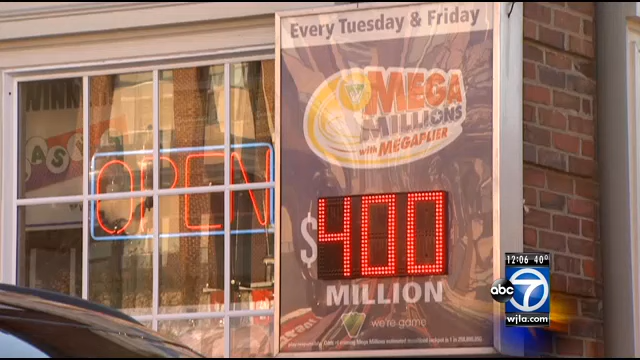 Every Tuesday & Friday
MEGA
MILLIONS
with MEGAPLIER
OPEN
$400
MILLION
we're game
12:06 40°
abc 7
wjla.com